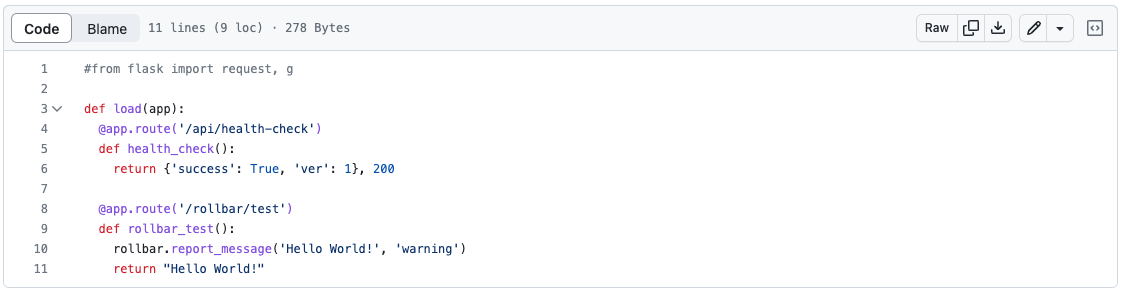 Code Blame 11 lines (9 loc) · 278 Bytes Raw
1 #from flask import request, g
2
3 def load(app):
4   @app.route('/api/health-check')
5   def health_check():
6     return {'success': True, 'ver': 1}, 200
7
8   @app.route('/rollbar/test')
9   def rollbar_test():
10     rollbar.report_message('Hello World!', 'warning')
11     return "Hello World!"